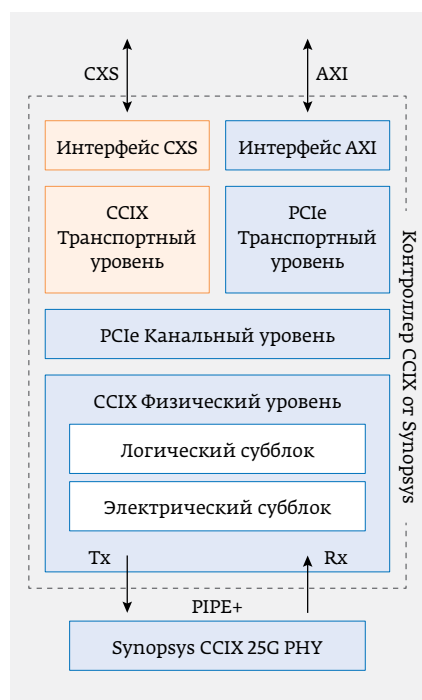 CXS
AXI
Интерфейс CXS
Интерфейс AXI
CCIX
Транспортный
уровень
PCIe
Транспортный
уровень
PCIe Канальный уровень
CCIX Физический уровень
Логический субблок
Электрический субблок
Tx
Rx
PIPE+
Synopsys CCIX 25G PHY
Контроллер CCIX от Synopsys